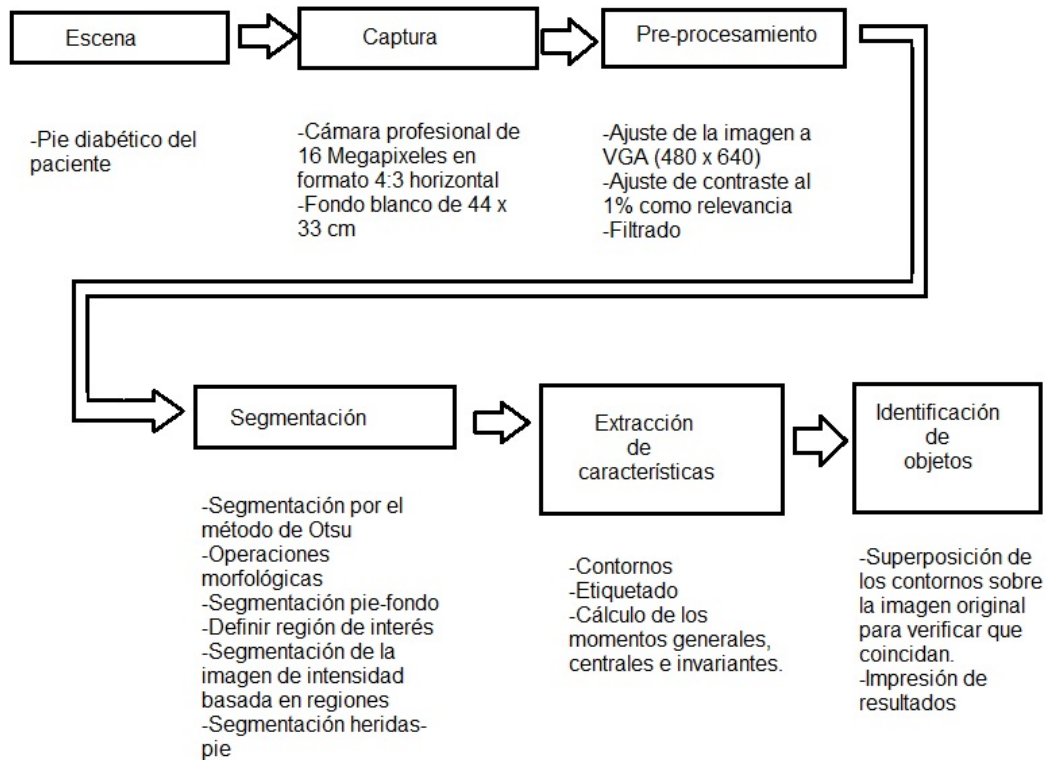 Escena
Captura
Pre-procesamiento
-Pie diabético del
paciente
-Cámara profesional de
16 Megapixeles en
formato 4:3 horizontal
-Fondo blanco de 44 x
33 cm
-Ajuste de la imagen a
VGA (480 x 640)
-Ajuste de contraste al
1% como relevancia
-Filtrado
Segmentación
Extracción
de
características
Identificación
de
objetos
-Segmentación por el
método de Otsu
-Operaciones
morfológicas
-Segmentación pie-fondo
-Definir región de interés
-Segmentación de la
imagen de intensidad
basada en regiones
-Segmentación heridas-
pie
-Contornos
-Etiquetado
-Cálculo de los
momentos generales,
centrales e invariantes.
-Superposición de
los contornos sobre
la imagen original
para verificar que
coincidan.
-Impresión de
resultados